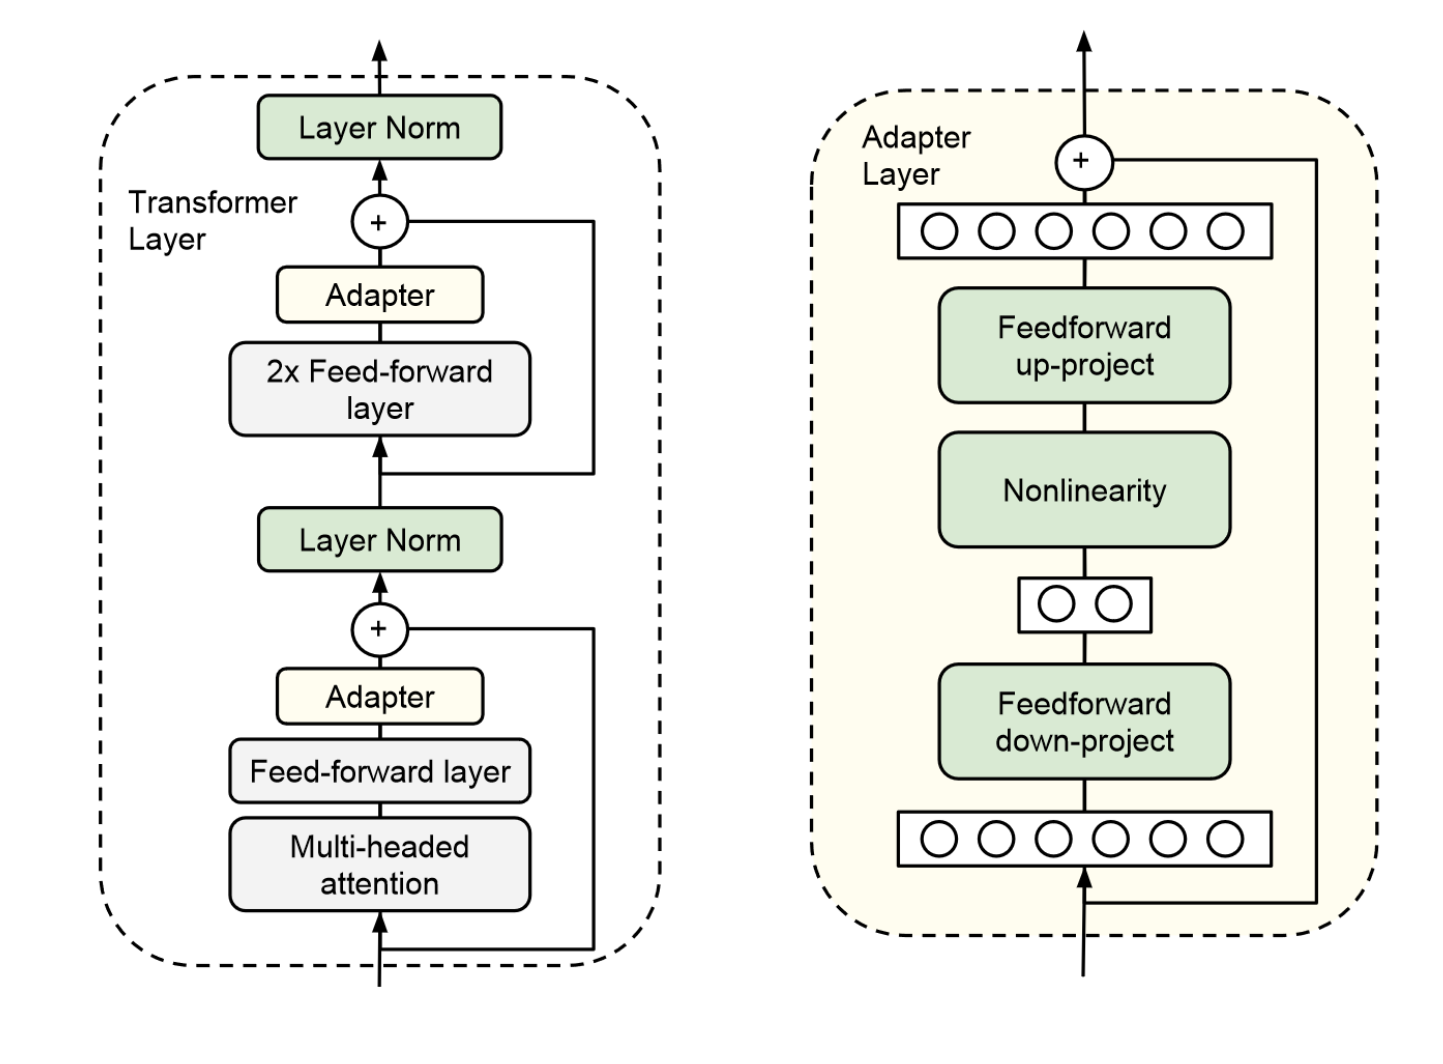 Layer Norm
Transformer
Layer
+
Adapter
2x Feed-forward
layer
Layer Norm
+
Adapter
Feed-forward layer
Multi-headed
attention
Adapter
Layer
+
Feedforward
up-project
Nonlinearity
Feedforward
down-project